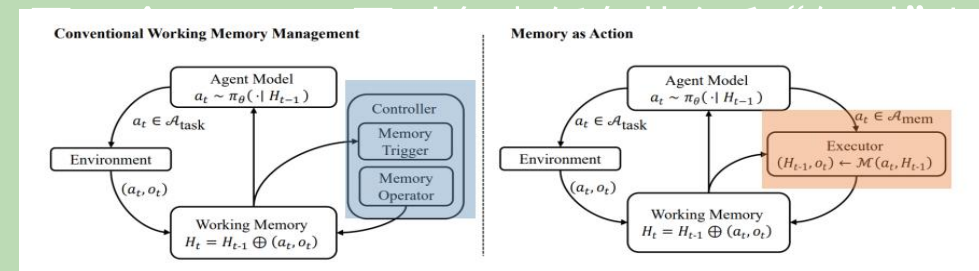 Conventional Working Memory Management
Agent Model
a_t ~ π_θ(·| H_{t-1})
a_t ∈ 𝒜_task
Environment
(a_t, o_t)
Controller
Memory
Trigger
Memory
Operator
Working Memory
H_t = H_{t-1} ⊕ (a_t, o_t)
Memory as Action
Agent Model
a_t ~ π_θ(·| H_{t-1})
a_t ∈ 𝒜_task
a_t ∈ 𝒜_mem
Environment
Executor
(H_{t-1}, o_t) ← ℳ(a_t, H_{t-1})
(a_t, o_t)
Working Memory
H_t = H_{t-1} ⊕ (a_t, o_t)